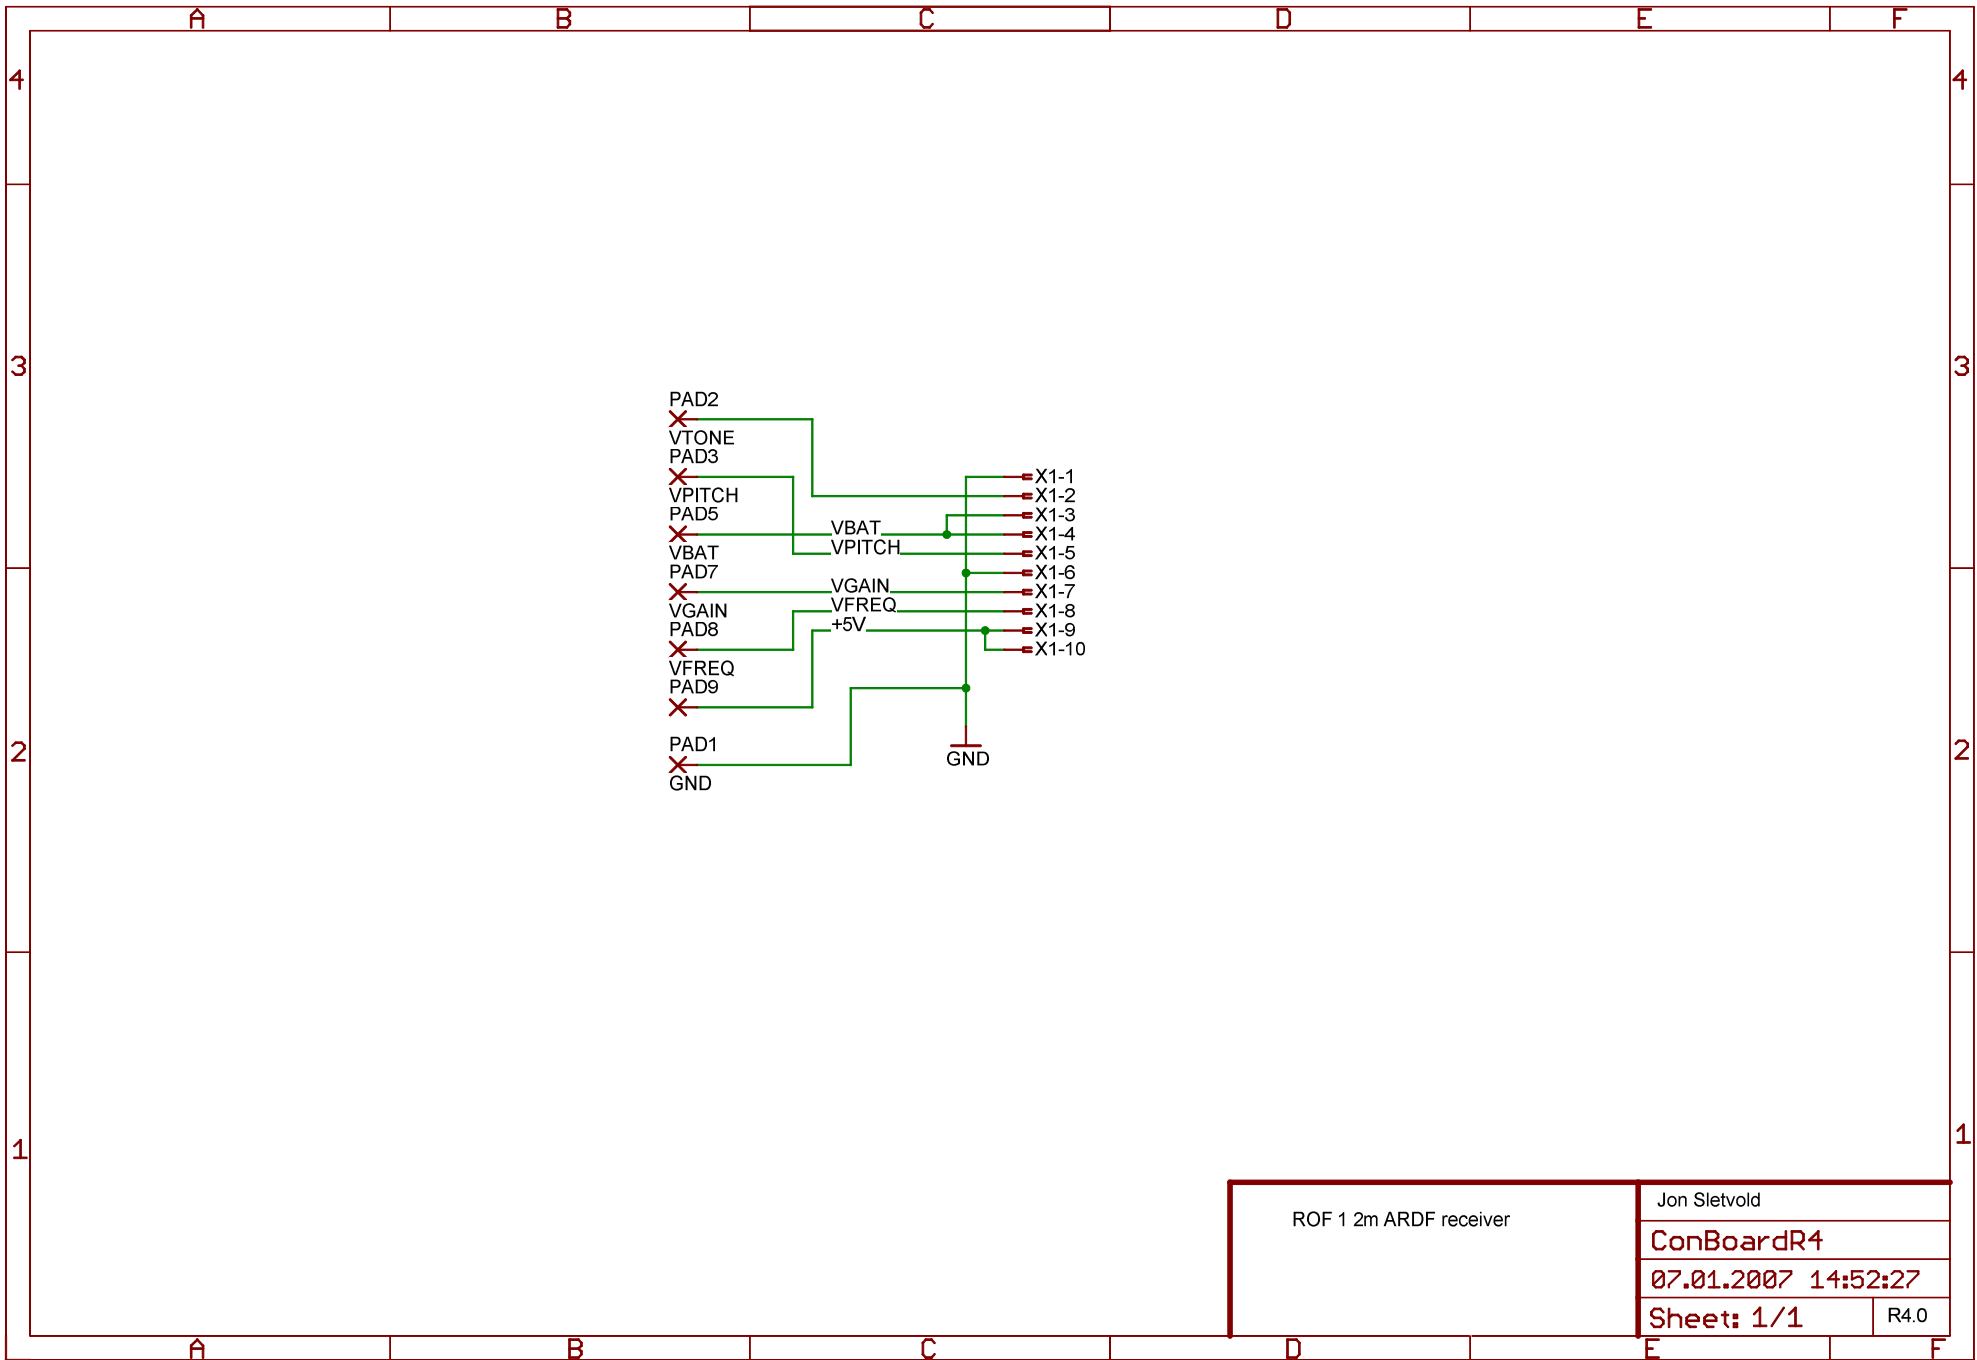 A B C D E F
4 4
3 3
PAD2
VTONE
PAD3
X1-1
VPITCH
X1-2
PAD5
X1-3
VBAT
X1-4
VPITCH
X1-5
VBAT
PAD7
X1-6
VGAIN
X1-7
VGAIN
VFREQ
X1-8
PAD8
+5V
X1-9
X1-10
VFREQ
PAD9
2 2
PAD1
GND
GND
1 1
ROF 1 2m ARDF receiver
Jon Sletvold
ConBoardR4
07.01.2007 14:52:27
Sheet: 1/1
R4.0
A B C D E F